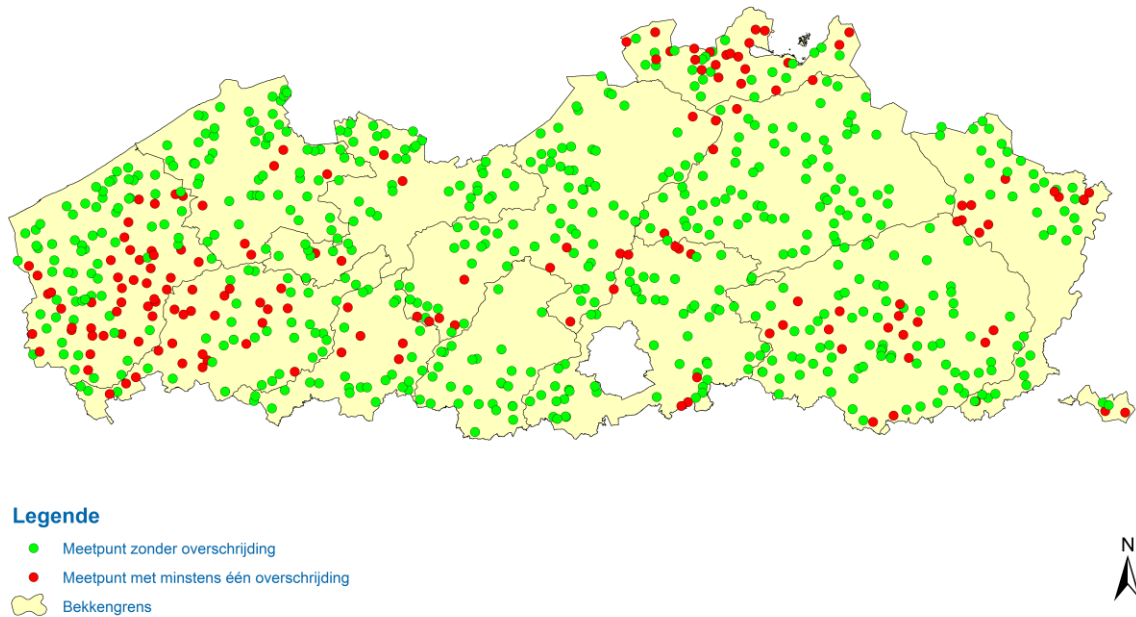 Legende
Meetpunt zonder overschrijding
Meetpunt met minstens één overschrijding
Bekkengrens
N